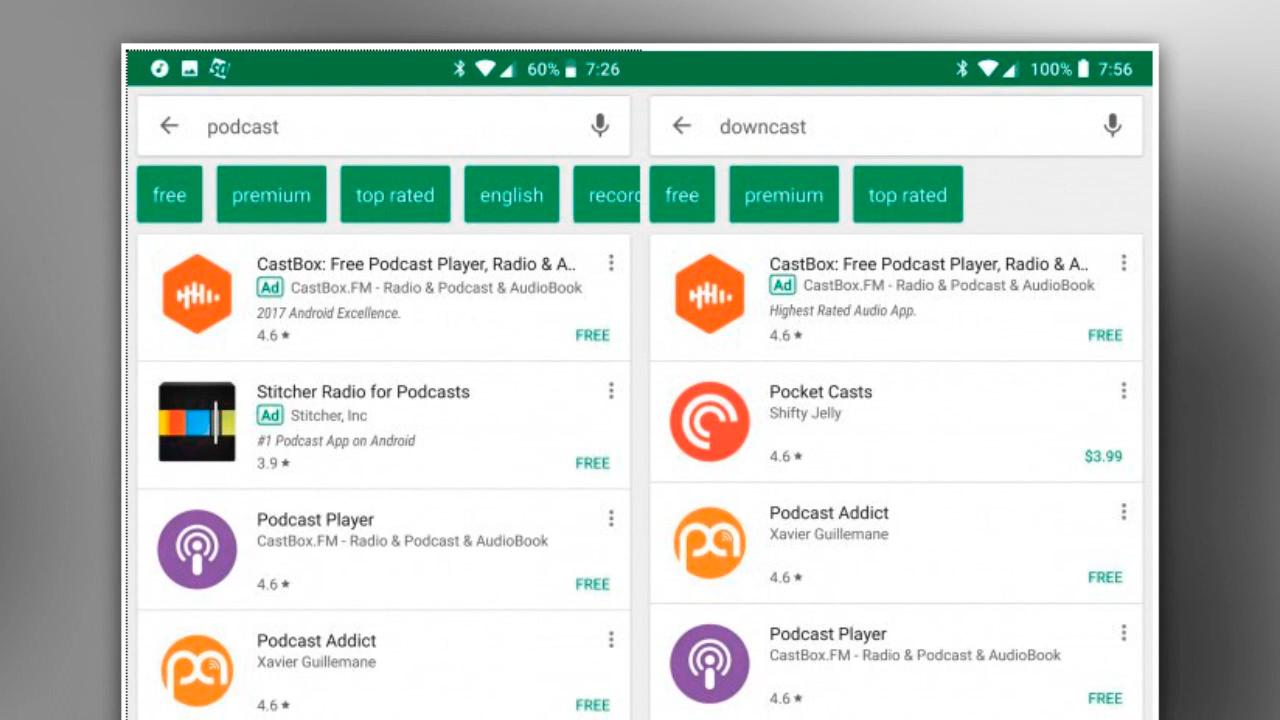 60% 7:26
podcast
free premium top rated english record
CastBox: Free Podcast Player, Radio & A..
Ad CastBox.FM - Radio & Podcast & AudioBook
2017 Android Excellence.
4.6★ FREE
Stitcher Radio for Podcasts
Ad Stitcher, Inc
#1 Podcast App on Android
3.9★ FREE
Podcast Player
CastBox.FM - Radio & Podcast & AudioBook
4.6★ FREE
Podcast Addict
Xavier Guillemane
4.6★ FREE
100% 7:56
downcast
free premium top rated
CastBox: Free Podcast Player, Radio & A..
Ad CastBox.FM - Radio & Podcast & AudioBook
Highest Rated Audio App.
4.6★ FREE
Pocket Casts
Shifty Jelly
4.6★ $3.99
Podcast Addict
Xavier Guillemane
4.6★ FREE
Podcast Player
CastBox.FM - Radio & Podcast & AudioBook
4.6★ FREE